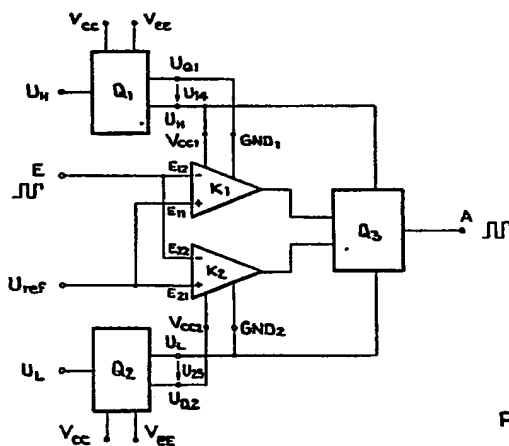 Vcc VEE
UQ1
UH Q1 U14
UH
VCC1 GND1
E E12 - K1
E11 +
A
Q3
E22 - K2
Uref E21 +
VCC2 GND2
UL
UL Q2 U25
UQ2
Vcc VEE
F